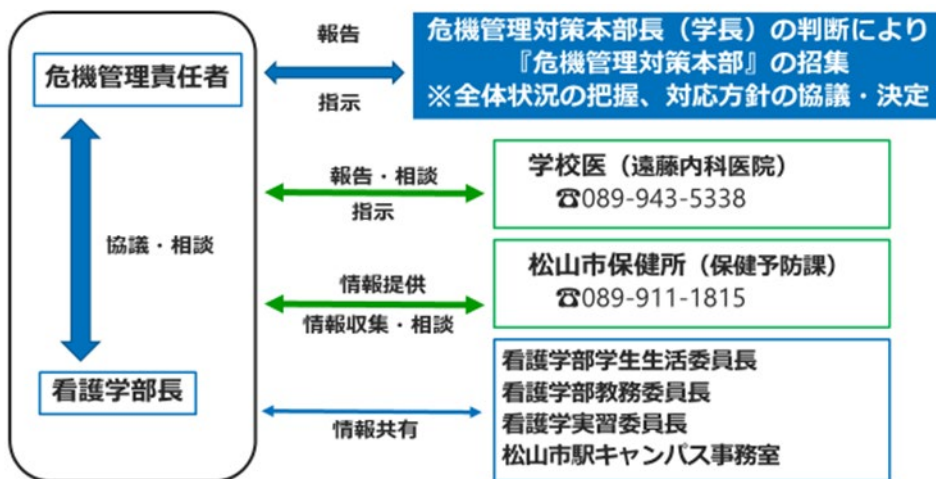 危機管理責任者
協議・相談
看護学部長
報告
指示
危機管理対策本部長（学長）の判断により
『危機管理対策本部』の招集
※全体状況の把握、対応方針の協議・決定
報告・相談
指示
学校医（遠藤内科医院）
☎089-943-5338
情報提供
情報収集・相談
松山市保健所（保健予防課）
☎089-911-1815
情報共有
看護学部学生生活委員長
看護学部教務委員長
看護学実習委員長
松山市駅キャンパス事務室